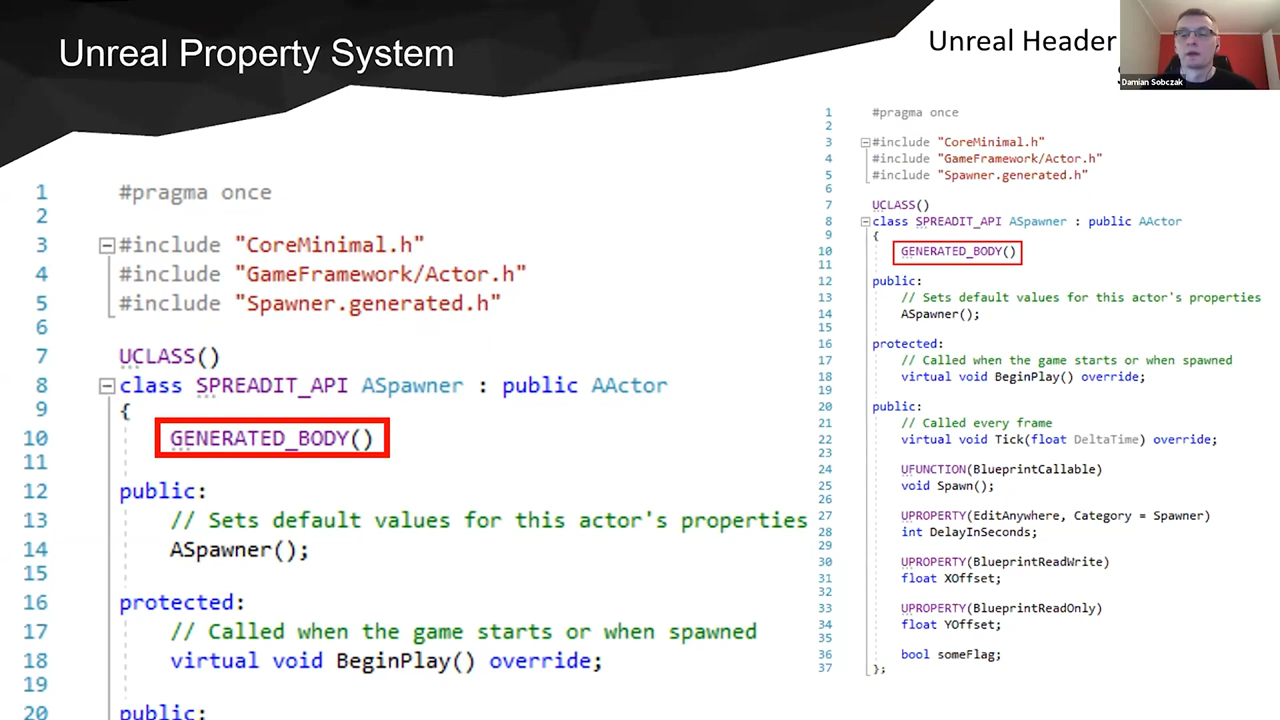 Unreal Property System
Unreal Header
Damian Sobczak
1 #pragma once
2
3 #include "CoreMinimal.h"
4 #include "GameFramework/Actor.h"
5 #include "Spawner.generated.h"
6
7 UCLASS()
8 class SPREADIT_API ASpawner : public AActor
9 {
10 GENERATED_BODY()
11
12 public:
13 // Sets default values for this actor's properties
14 ASpawner();
15
16 protected:
17 // Called when the game starts or when spawned
18 virtual void BeginPlay() override;
19
20 public:
1 #pragma once
2
3 #include "CoreMinimal.h"
4 #include "GameFramework/Actor.h"
5 #include "Spawner.generated.h"
6
7 UCLASS()
8 class SPREADIT_API ASpawner : public AActor
9 {
10 GENERATED_BODY()
11
12 public:
13 // Sets default values for this actor's properties
14 ASpawner();
15
16 protected:
17 // Called when the game starts or when spawned
18 virtual void BeginPlay() override;
19
20 public:
21 // Called every frame
22 virtual void Tick(float DeltaTime) override;
23
24 UFUNCTION(BlueprintCallable)
25 void Spawn();
26
27 UPROPERTY(EditAnywhere, Category = Spawner)
28 int DelayInSeconds;
29
30 UPROPERTY(BlueprintReadWrite)
31 float XOffset;
32
33 UPROPERTY(BlueprintReadOnly)
34 float YOffset;
35
36 bool someFlag;
37 };